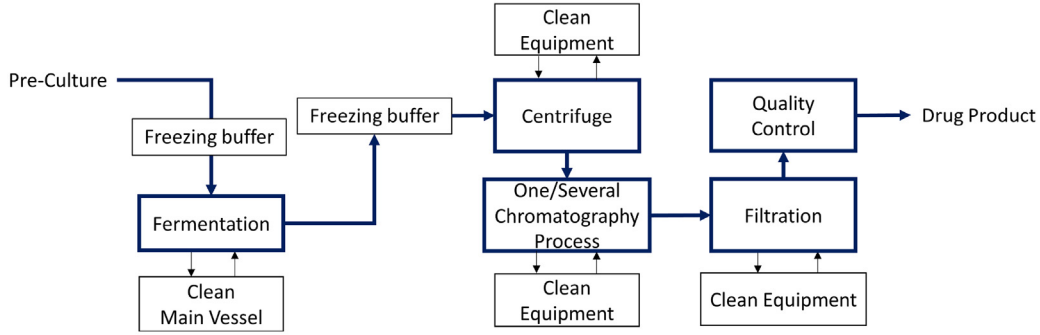 Pre-Culture
Freezing buffer
Fermentation
Clean
Main Vessel
Freezing buffer
Clean
Equipment
Centrifuge
One/Several
Chromatography
Process
Clean
Equipment
Quality
Control
Filtration
Clean Equipment
Drug Product